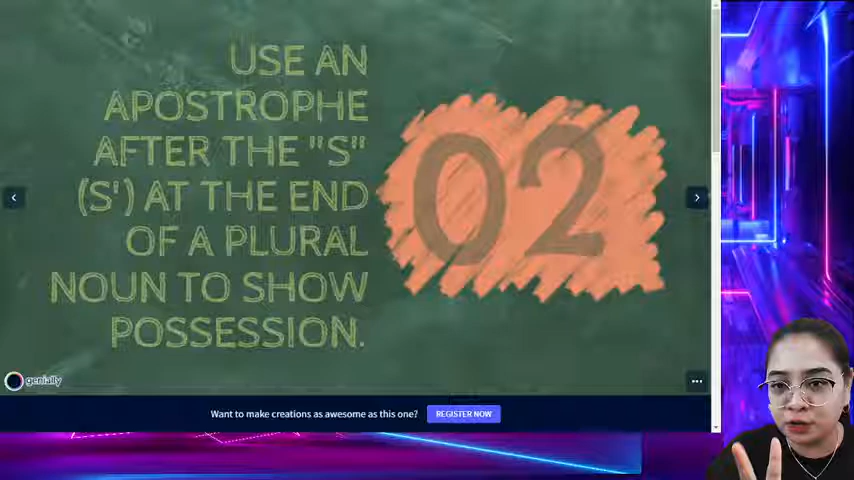 USE AN
APOSTROPHE
AFTER THE "S"
(S') AT THE END
OF A PLURAL
NOUN TO SHOW
POSSESSION.
02
genially
Want to make creations as awesome as this one?
REGISTER NOW